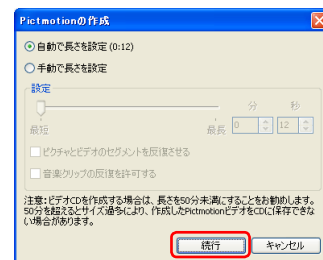 Pictmotionの作成
自動で長さを設定 (0:12)
手動で長さを設定
設定
分 秒
最短 最長 0 12
ピクチャとビデオのセグメントを反復させる
音楽クリップの反復を許可する
注意: ビデオCDを作成する場合は、長さを50分未満にすることをお勧めします。
50分を超えるとサイズ過多により、作成したPictmotionビデオをCDに保存できな
い場合があります。
続行 キャンセル